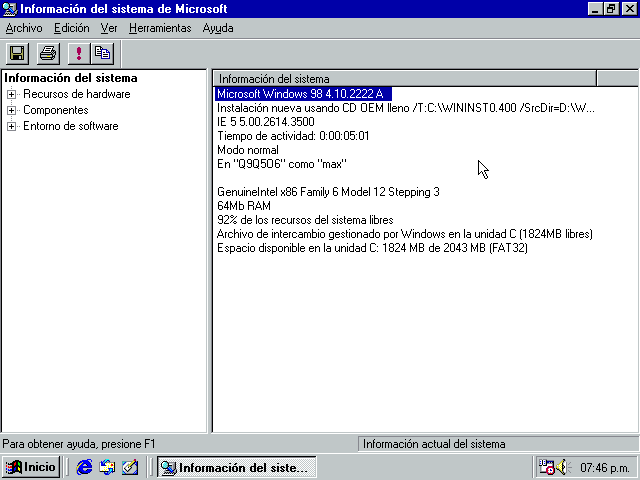 Información del sistema de Microsoft
Archivo Edición Ver Herramientas Ayuda
Información del sistema
Recursos de hardware
Componentes
Entorno de software
Información del sistema
Microsoft Windows 98 4.10.2222 A
Instalación nueva usando CD OEM lleno /T:C:\WININST0.400 /SrcDir=D:\W...
IE 5 5.00.2614.3500
Tiempo de actividad: 0:00:05:01
Modo normal
En "Q9Q5O6" como "max"
GenuineIntel x86 Family 6 Model 12 Stepping 3
64Mb RAM
92% de los recursos del sistema libres
Archivo de intercambio gestionado por Windows en la unidad C (1824MB libres)
Espacio disponible en la unidad C: 1824 MB de 2043 MB (FAT32)
Para obtener ayuda, presione F1
Información actual del sistema
Inicio
Información del siste...
07:46 p.m.